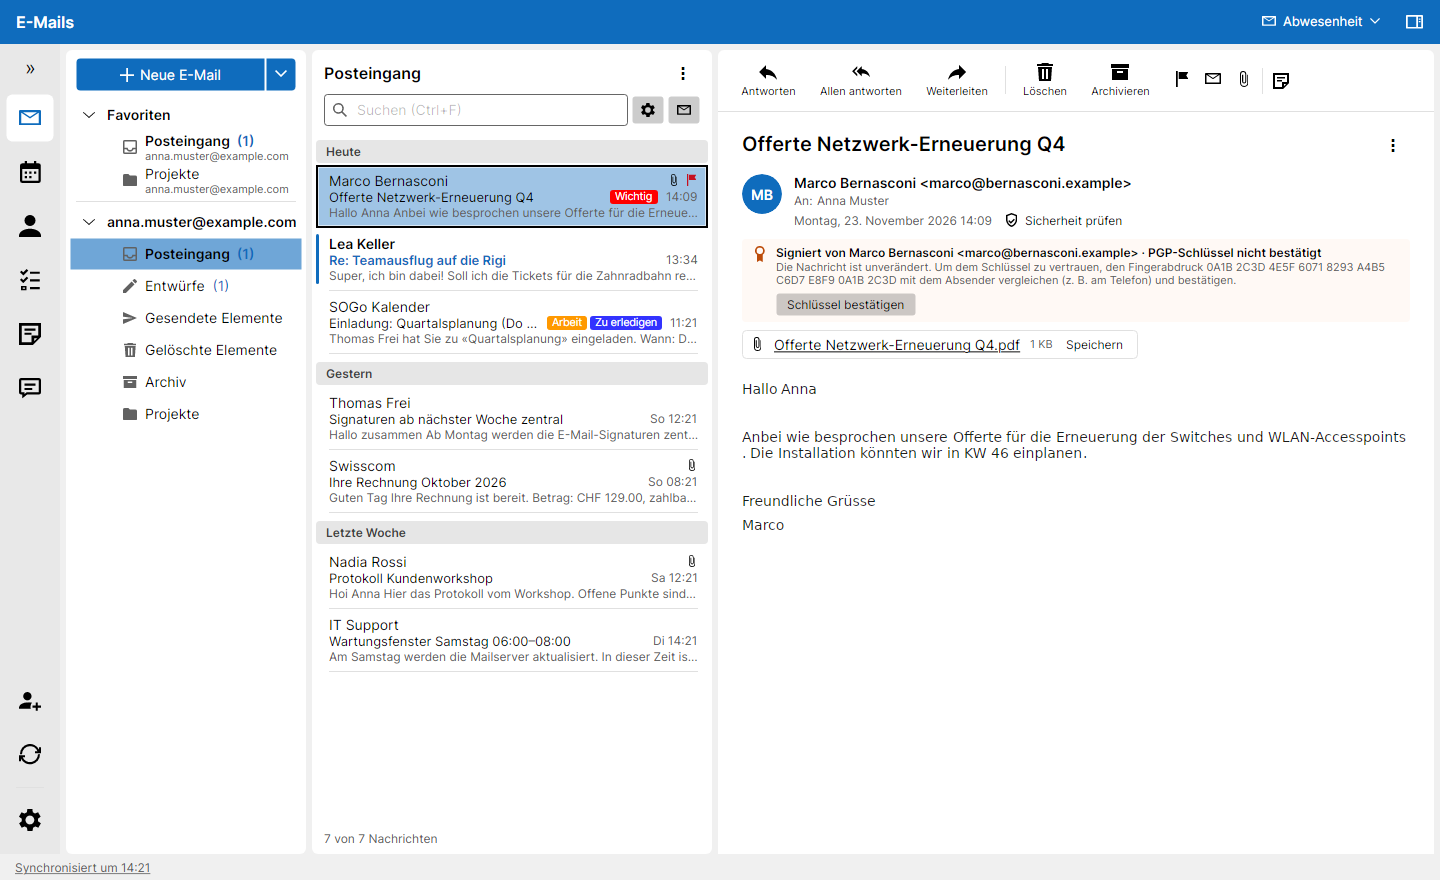 E-Mails
Abwesenheit
»
Neue E-Mail
Favoriten
Posteingang (1)
anna.muster@example.com
Projekte
anna.muster@example.com
anna.muster@example.com
Posteingang (1)
Entwürfe (1)
Gesendete Elemente
Gelöschte Elemente
Archiv
Projekte
Synchronisiert um 14:21
Posteingang
Suchen (Ctrl+F)
Heute
Marco Bernasconi
Offerte Netzwerk-Erneuerung Q4 Wichtig 14:09
Hallo Anna Anbei wie besprochen unsere Offerte für die Erneue...
Lea Keller
Re: Teamausflug auf die Rigi 13:34
Super, ich bin dabei! Soll ich die Tickets für die Zahnradbahn re...
SOGo Kalender
Einladung: Quartalsplanung (Do ... Arbeit Zu erledigen 11:21
Thomas Frei hat Sie zu «Quartalsplanung» eingeladen. Wann: D...
Gestern
Thomas Frei
Signaturen ab nächster Woche zentral So 12:21
Hallo zusammen Ab Montag werden die E-Mail-Signaturen zent...
Swisscom
Ihre Rechnung Oktober 2026 So 08:21
Guten Tag Ihre Rechnung ist bereit. Betrag: CHF 129.00, zahlba...
Letzte Woche
Nadia Rossi
Protokoll Kundenworkshop Sa 12:21
Hoi Anna Hier das Protokoll vom Workshop. Offene Punkte sind...
IT Support
Wartungsfenster Samstag 06:00–08:00 Di 14:21
Am Samstag werden die Mailserver aktualisiert. In dieser Zeit is...
7 von 7 Nachrichten
Antworten Allen antworten Weiterleiten Löschen Archivieren
Offerte Netzwerk-Erneuerung Q4
MB
Marco Bernasconi <marco@bernasconi.example>
An: Anna Muster
Montag, 23. November 2026 14:09 Sicherheit prüfen
Signiert von Marco Bernasconi <marco@bernasconi.example> · PGP-Schlüssel nicht bestätigt
Die Nachricht ist unverändert. Um dem Schlüssel zu vertrauen, den Fingerabdruck 0A1B 2C3D 4E5F 6071 8293 A4B5
C6D7 E8F9 0A1B 2C3D mit dem Absender vergleichen (z. B. am Telefon) und bestätigen.
Schlüssel bestätigen
Offerte Netzwerk-Erneuerung Q4.pdf 1 KB Speichern
Hallo Anna
Anbei wie besprochen unsere Offerte für die Erneuerung der Switches und WLAN-Accesspoints
. Die Installation könnten wir in KW 46 einplanen.
Freundliche Grüsse
Marco